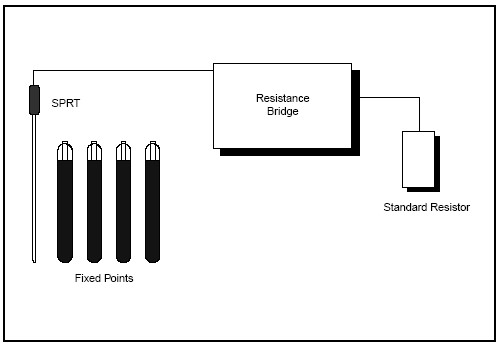 SPRT
Resistance
Bridge
Standard Resistor
Fixed Points